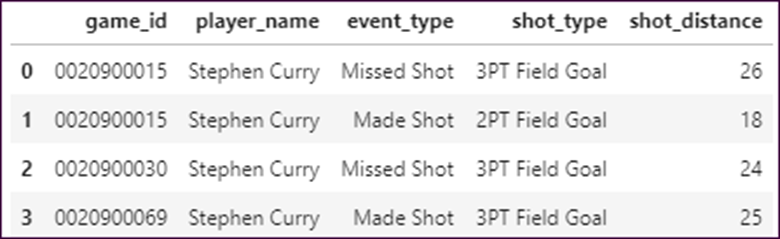 game_id player_name event_type shot_type shot_distance
0 0020900015 Stephen Curry Missed Shot 3PT Field Goal 26
1 0020900015 Stephen Curry Made Shot 2PT Field Goal 18
2 0020900030 Stephen Curry Missed Shot 3PT Field Goal 24
3 0020900069 Stephen Curry Made Shot 3PT Field Goal 25